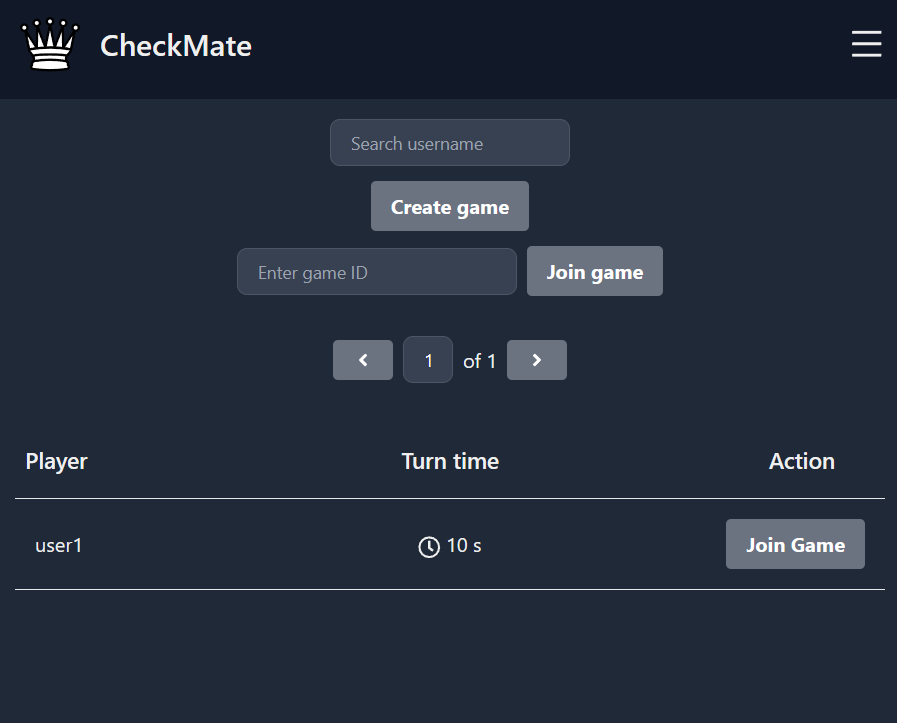 CheckMate
Search username
Create game
Enter game ID Join game
1 of 1
Player Turn time Action
user1 10 s Join Game